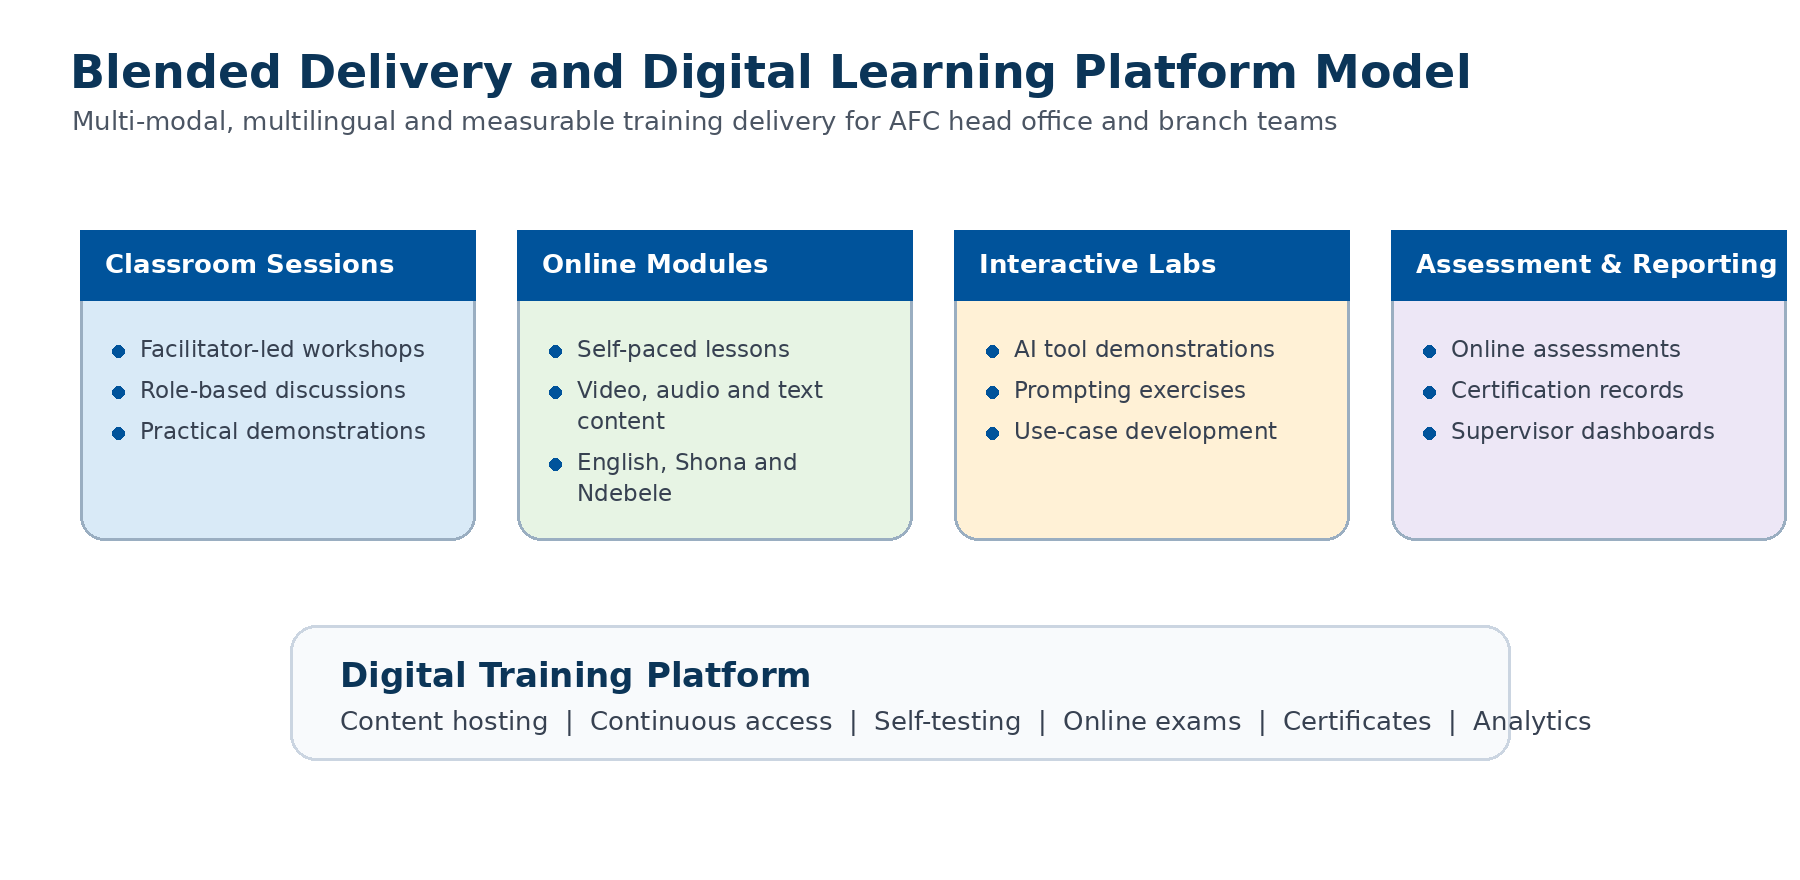 Blended Delivery and Digital Learning Platform Model
Multi-modal, multilingual and measurable training delivery for AFC head office and branch teams
Classroom Sessions
Facilitator-led workshops
Role-based discussions
Practical demonstrations
Online Modules
Self-paced lessons
Video, audio and text
content
English, Shona and
Ndebele
Interactive Labs
AI tool demonstrations
Prompting exercises
Use-case development
Assessment & Reporting
Online assessments
Certification records
Supervisor dashboards
Digital Training Platform
Content hosting | Continuous access | Self-testing | Online exams | Certificates | Analytics